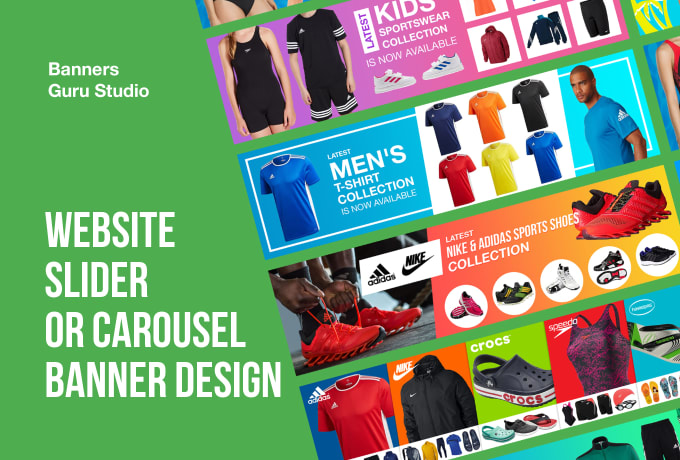 Banners
Guru Studio
WEBSITE
SLIDER
OR CAROUSEL
BANNER DESIGN
LATEST
KIDS
SPORTSWEAR
COLLECTION
IS NOW AVAILABLE
LATEST
MEN'S
T-SHIRT
COLLECTION
IS NOW AVAILABLE
adidas
NIKE
LATEST
NIKE & ADIDAS SPORTS SHOES
COLLECTION
adidas
NIKE
crocs
crocs
speedo